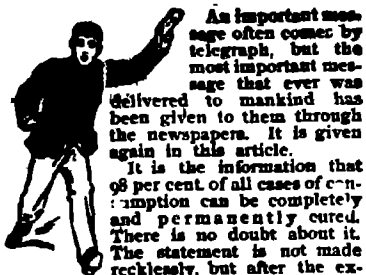 An important mes-
sage often comes by
telegraph, but the
most important mes-
sage that ever was
delivered to mankind has
been given to them through
the newspapers. It is given
again in this article.
It is the information that
98 per cent. of all cases of con-
sumption can be completely
and permanently cured.
There is no doubt about it.
The statement is not made
recklessly, but after the ex-